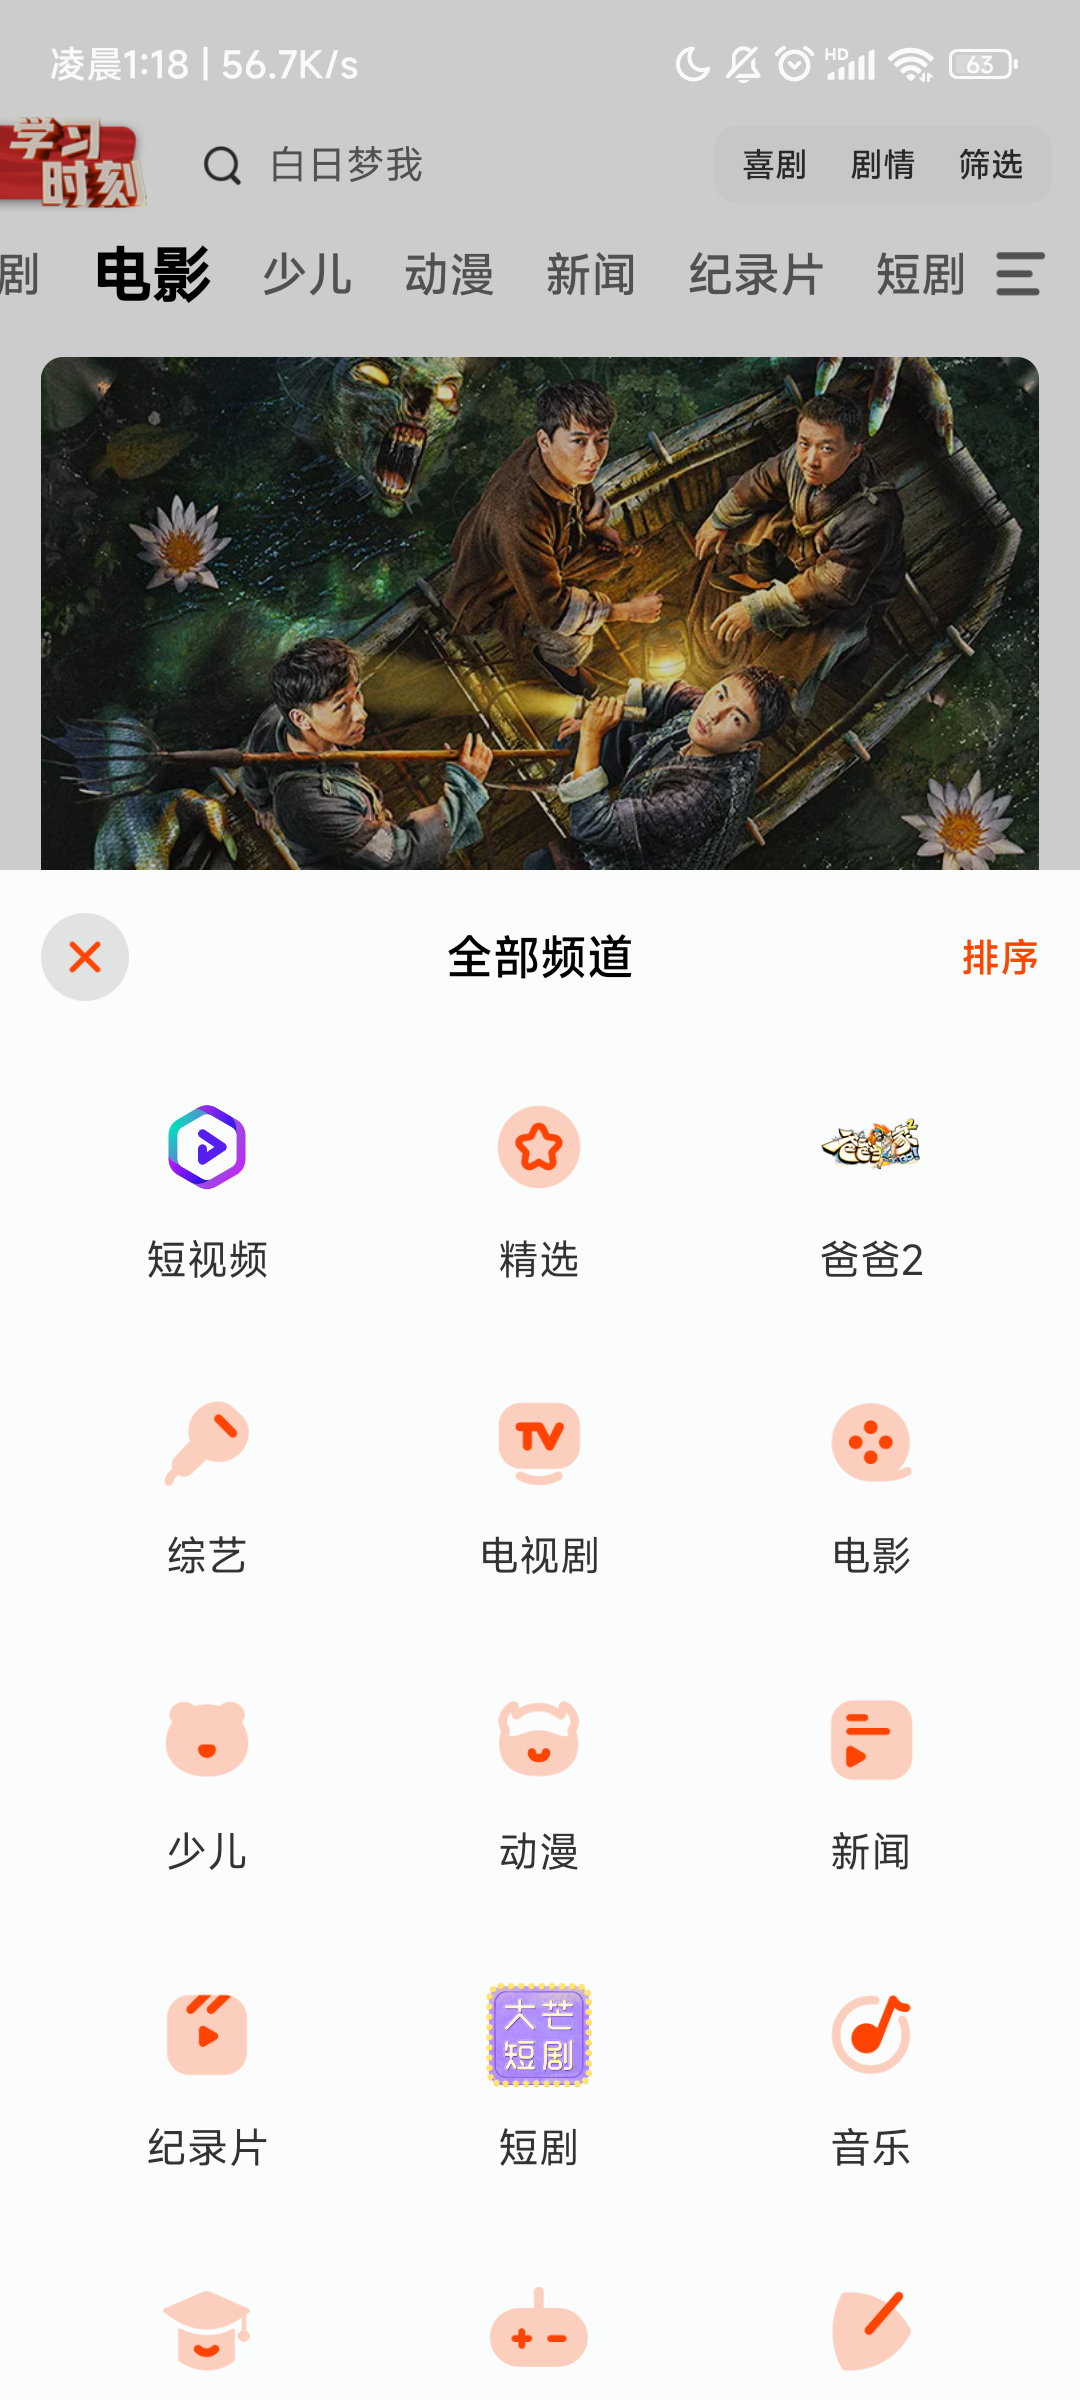 凌晨1:18 | 56.7K/s
HD
63
学习
时刻
白日梦我
喜剧 剧情 筛选
剧 电影 少儿 动漫 新闻 纪录片 短剧
全部频道
排序
短视频 精选 爸爸2
TV
综艺 电视剧 电影
少儿 动漫 新闻
大芒
短剧
纪录片 短剧 音乐